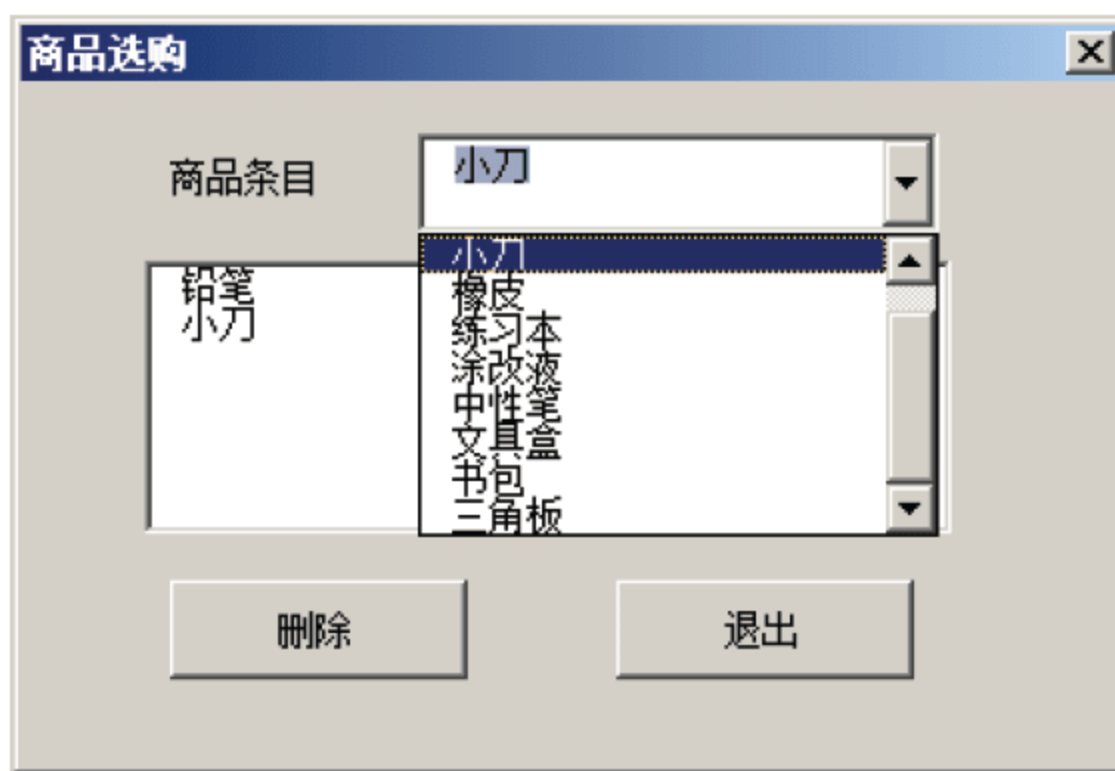 商品选购
商品条目
小刀
铅笔
小刀
小刀
橡皮
练习本
涂改液
中性笔
文具盒
书包
三角板
删除
退出